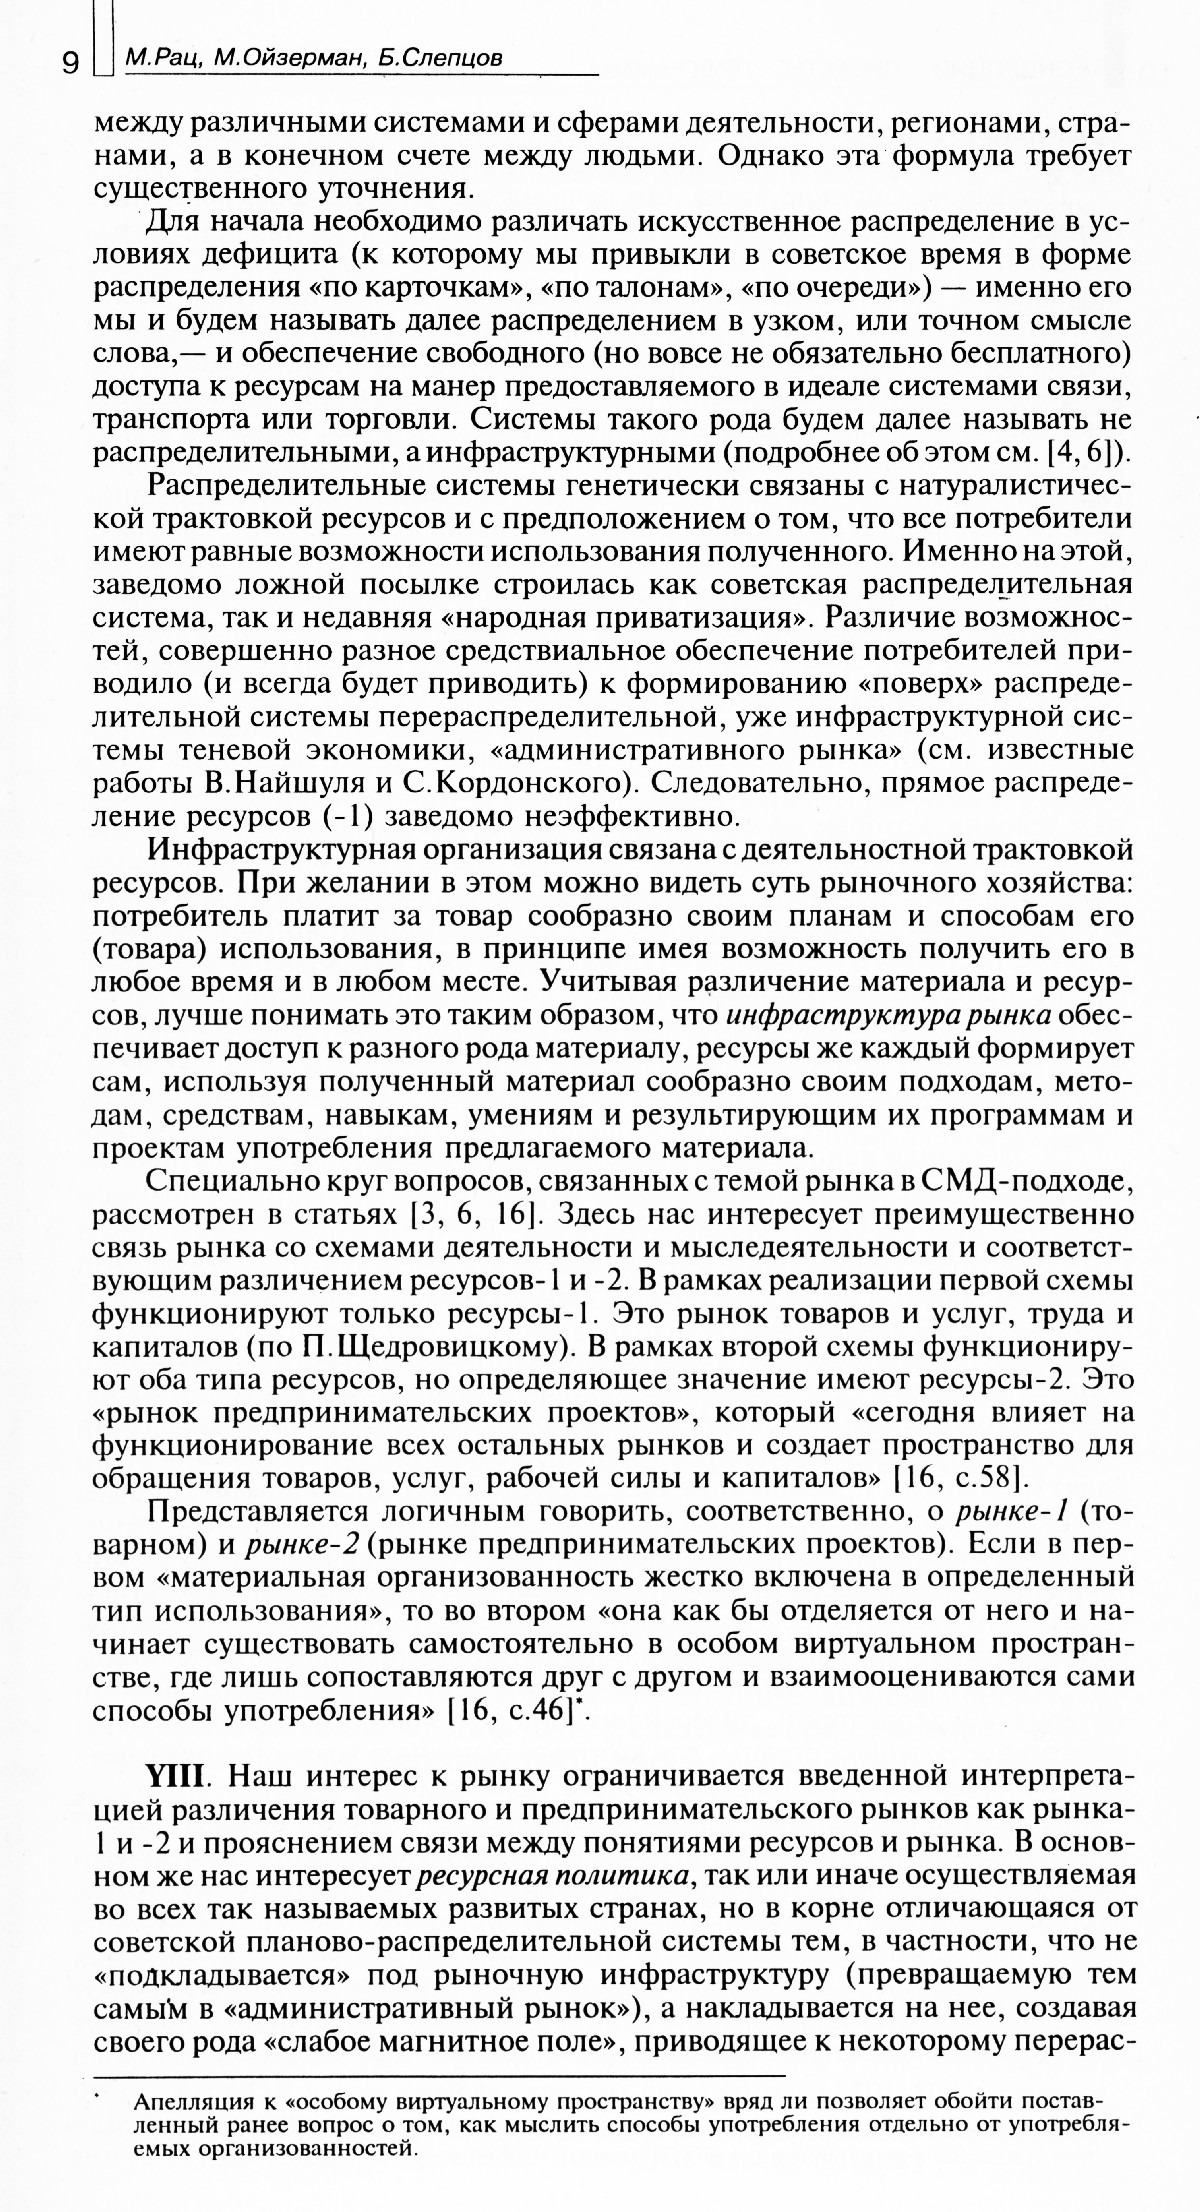 9
М.Рац, М.Ойзерман, Б.Слепцов
между различными системами и сферами деятельности, регионами, стра-
нами, а в конечном счете между людьми. Однако эта формула требует
существенного уточнения.
Для начала необходимо различать искусственное распределение в ус-
ловиях дефицита (к которому мы привыкли в советское время в форме
распределения «по карточкам», «по талонам», «по очереди») — именно его
мы и будем называть далее распределением в узком, или точном смысле
слова,— и обеспечение свободного (но вовсе не обязательно бесплатного)
доступа к ресурсам на манер предоставляемого в идеале системами связи,
транспорта или торговли. Системы такого рода будем далее называть не
распределительными, а инфраструктурными (подробнее об этом см. [4, 6]).
Распределительные системы генетически связаны с натуралистичес-
кой трактовкой ресурсов и с предположением о том, что все потребители
имеют равные возможности использования полученного. Именно на этой,
заведомо ложной посылке строилась как советская распределительная
система, так и недавняя «народная приватизация». Различие возможнос-
тей, совершенно разное средствиальное обеспечение потребителей при-
водило (и всегда будет приводить) к формированию «поверх» распреде-
лительной системы перераспределительной, уже инфраструктурной сис-
темы теневой экономики, «административного рынка» (см. известные
работы В.Найшуля и С.Кордонского). Следовательно, прямое распреде-
ление ресурсов (-1) заведомо неэффективно.
Инфраструктурная организация связана с деятельностной трактовкой
ресурсов. При желании в этом можно видеть суть рыночного хозяйства:
потребитель платит за товар сообразно своим планам и способам его
(товара) использования, в принципе имея возможность получить его в
любое время и в любом месте. Учитывая различение материала и ресур-
сов, лучше понимать это таким образом, что инфраструктура рынка обес-
печивает доступ к разного рода материалу, ресурсы же каждый формирует
сам, используя полученный материал сообразно своим подходам, мето-
дам, средствам, навыкам, умениям и результирующим их программам и
проектам употребления предлагаемого материала.
Специально круг вопросов, связанных с темой рынка в СМД-подходе,
рассмотрен в статьях [3, 6, 16]. Здесь нас интересует преимущественно
связь рынка со схемами деятельности и мыследеятельности и соответст-
вующим различением ресурсов-1 и -2. В рамках реализации первой схемы
функционируют только ресурсы-1. Это рынок товаров и услуг, труда и
капиталов (по П.Щедровицкому). В рамках второй схемы функциониру-
ют оба типа ресурсов, но определяющее значение имеют ресурсы-2. Это
«рынок предпринимательских проектов», который «сегодня влияет на
функционирование всех остальных рынков и создает пространство для
обращения товаров, услуг, рабочей силы и капиталов» [16, с.58].
Представляется логичным говорить, соответственно, о рынке-1 (то-
варном) и рынке-2 (рынке предпринимательских проектов). Если в пер-
вом «материальная организованность жестко включена в определенный
тип использования», то во втором «она как бы отделяется от него и на-
чинает существовать самостоятельно в особом виртуальном простран-
стве, где лишь сопоставляются друг с другом и взаимооцениваются сами
способы употребления» [16, с.46]*.
YIII. Наш интерес к рынку ограничивается введенной интерпрета-
цией различения товарного и предпринимательского рынков как рынка-
1 и -2 и прояснением связи между понятиями ресурсов и рынка. В основ-
ном же нас интересует ресурсная политика, так или иначе осуществляемая
во всех так называемых развитых странах, но в корне отличающаяся от
советской планово-распределительной системы тем, в частности, что не
«подкладывается» под рыночную инфраструктуру (превращаемую тем
самым в «административный рынок»), а накладывается на нее, создавая
своего рода «слабое магнитное поле», приводящее к некоторому перерас-
* Апелляция к «особому виртуальному пространству» вряд ли позволяет обойти постав-
ленный ранее вопрос о том, как мыслить способы употребления отдельно от употребля-
емых организованностей.